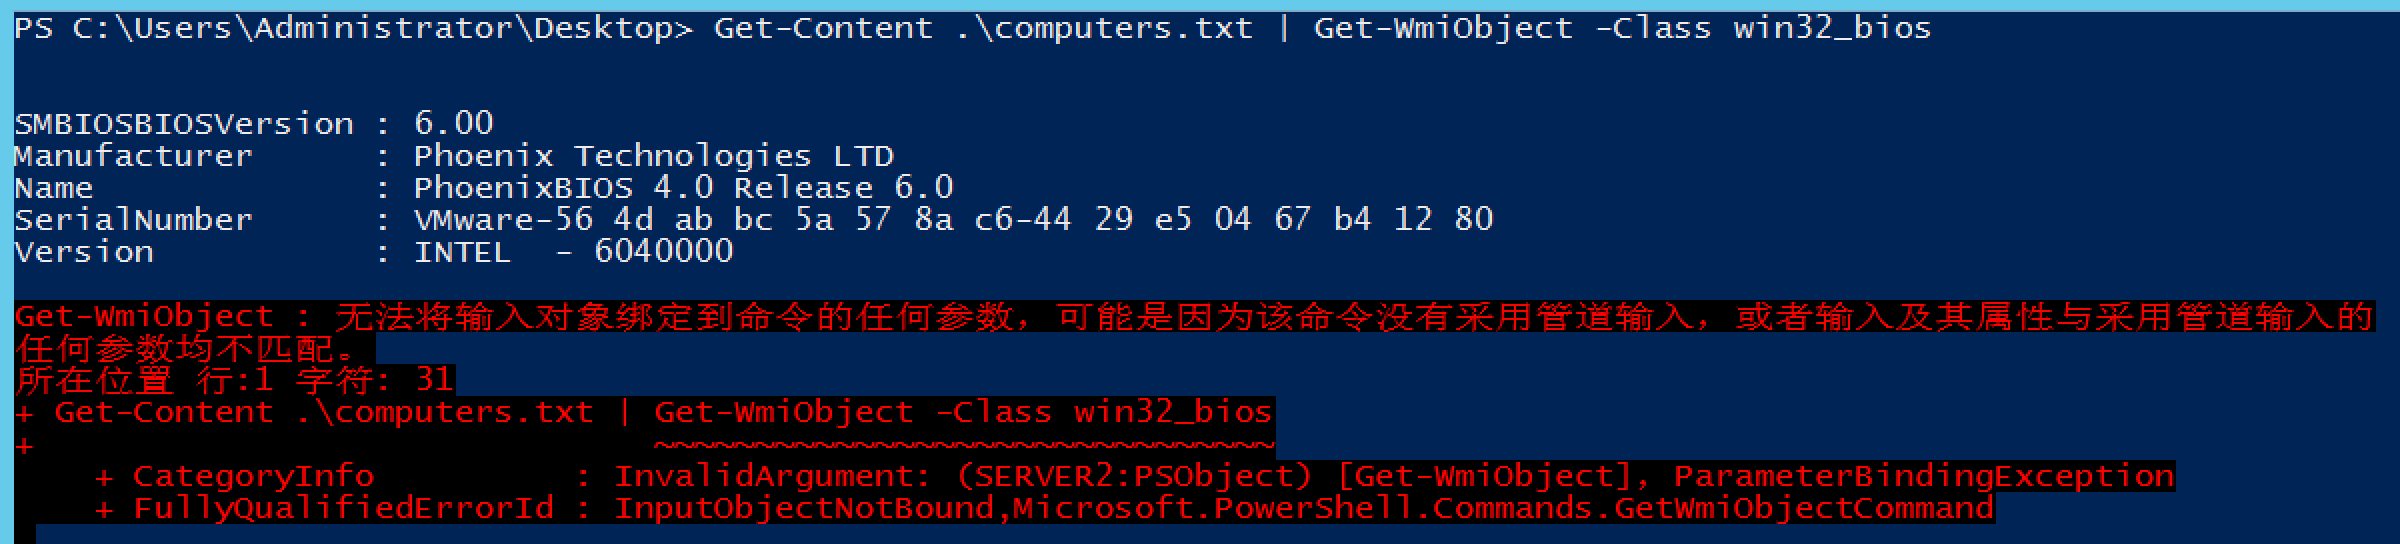 PS C:\Users\Administrator\Desktop> Get-Content .\computers.txt | Get-WmiObject -Class win32_bios
SMBIOSBIOSVersion : 6.00
Manufacturer      : Phoenix Technologies LTD
Name              : PhoenixBIOS 4.0 Release 6.0
SerialNumber      : VMware-56 4d ab bc 5a 57 8a c6-44 29 e5 04 67 b4 12 80
Version           : INTEL  - 6040000
Get-WmiObject : 无法将输入对象绑定到命令的任何参数，可能是因为该命令没有采用管道输入，或者输入及其属性与采用管道输入的
任何参数均不匹配。
所在位置 行:1 字符: 31
+ Get-Content .\computers.txt | Get-WmiObject -Class win32_bios
+                               ~~~~~~~~~~~~~~~~~~~~~~~~~~~~~~~
    + CategoryInfo          : InvalidArgument: (SERVER2:PSObject) [Get-WmiObject], ParameterBindingException
    + FullyQualifiedErrorId : InputObjectNotBound,Microsoft.PowerShell.Commands.GetWmiObjectCommand